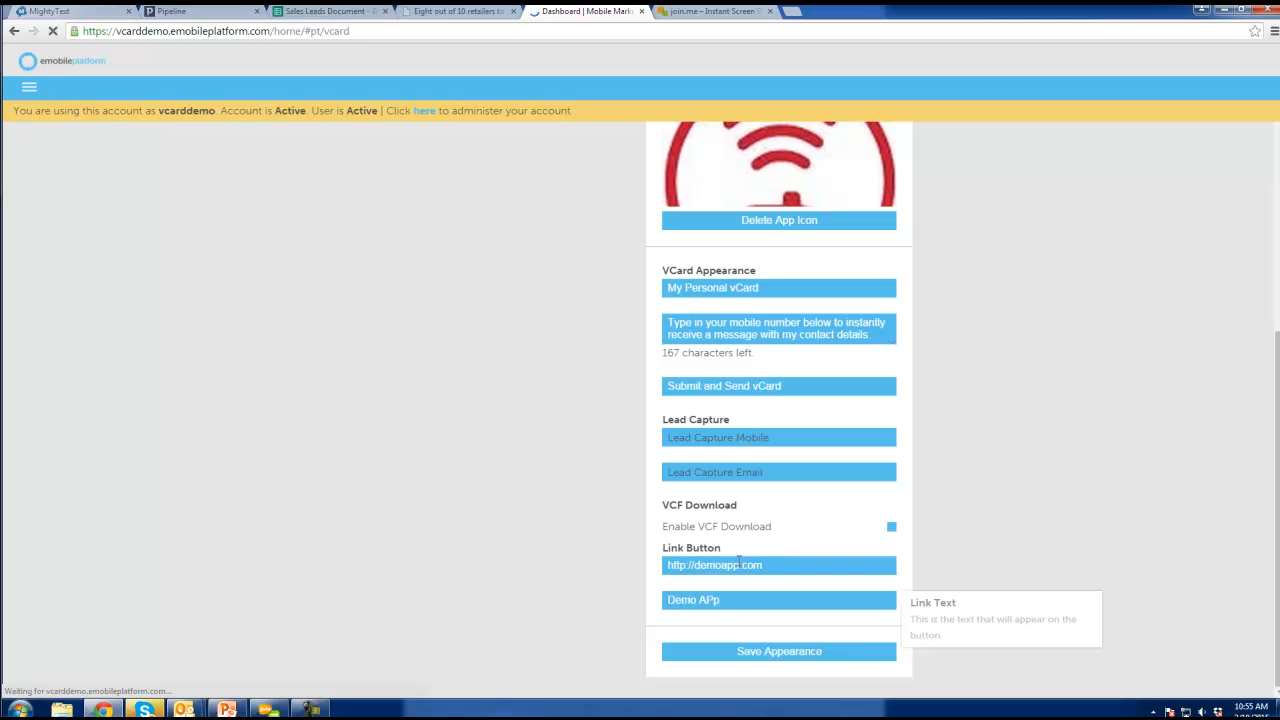 MightyText
Pipeline
Sales Leads Document - G
Eight out of 10 retailers to
Dashboard | Mobile Mark
join.me – Instant Screen S
https://vcarddemo.emobileplatform.com/home/#pt/vcard
emobileplatform
You are using this account as vcarddemo. Account is Active. User is Active | Click here to administer your account
Delete App Icon
VCard Appearance
My Personal vCard
Type in your mobile number below to instantly
receive a message with my contact details.
167 characters left.
Submit and Send vCard
Lead Capture
Lead Capture Mobile
Lead Capture Email
VCF Download
Enable VCF Download
Link Button
http://demoapp.com
Demo APp
Link Text
This is the text that will appear on the
button.
Save Appearance
Waiting for vcarddemo.emobileplatform.com...
10:55 AM